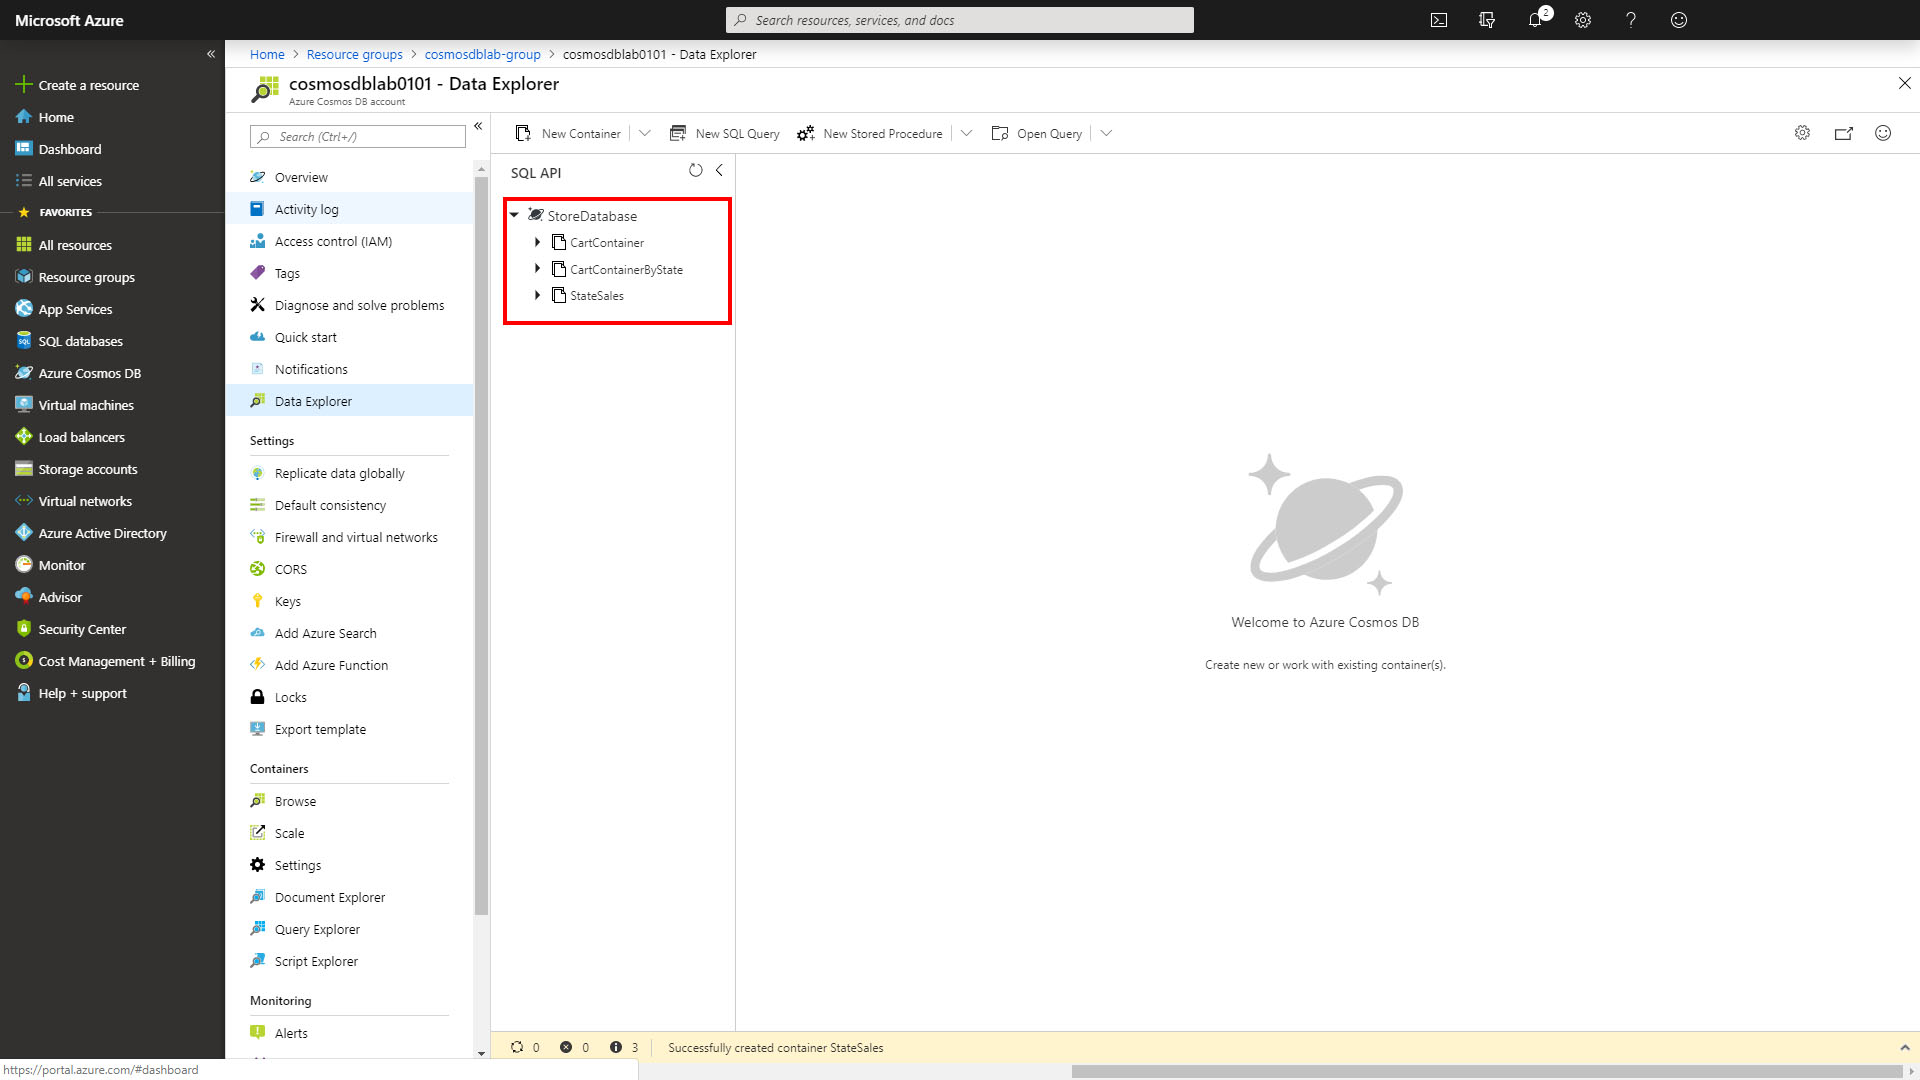 Microsoft Azure
Search resources, services, and docs
2
Create a resource
Home
Dashboard
All services
FAVORITES
All resources
Resource groups
App Services
SQL databases
Azure Cosmos DB
Virtual machines
Load balancers
Storage accounts
Virtual networks
Azure Active Directory
Monitor
Advisor
Security Center
Cost Management + Billing
Help + support
Home > Resource groups > cosmosdblab-group > cosmosdblab0101 - Data Explorer
cosmosdblab0101 - Data Explorer
Azure Cosmos DB account
Search (Ctrl+/)
Overview
Activity log
Access control (IAM)
Tags
Diagnose and solve problems
Quick start
Notifications
Data Explorer
Settings
Replicate data globally
Default consistency
Firewall and virtual networks
CORS
Keys
Add Azure Search
Add Azure Function
Locks
Export template
Containers
Browse
Scale
Settings
Document Explorer
Query Explorer
Script Explorer
Monitoring
Alerts
New Container
New SQL Query
New Stored Procedure
Open Query
SQL API
StoreDatabase
CartContainer
CartContainerByState
StateSales
Welcome to Azure Cosmos DB
Create new or work with existing container(s).
0 0 3 Successfully created container StateSales
https://portal.azure.com/#dashboard